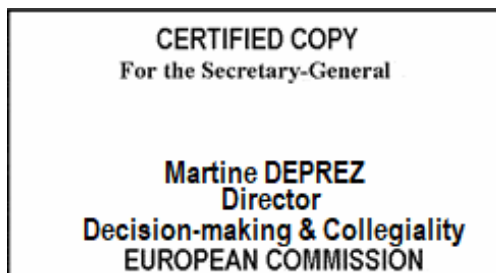 CERTIFIED COPY
For the Secretary-General
Martine DEPREZ
Director
Decision-making & Collegiality
EUROPEAN COMMISSION